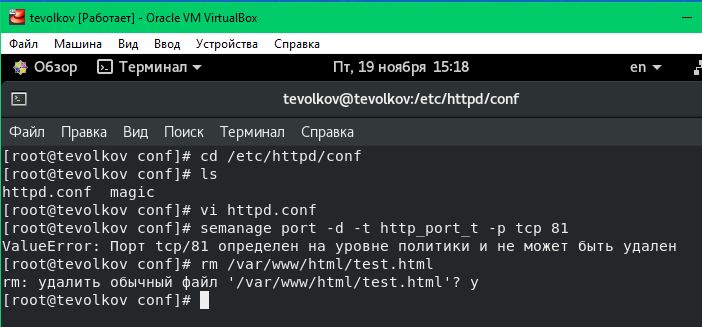 tevolkov [Работает] - Oracle VM VirtualBox
Файл Машина Вид Ввод Устройства Справка
Обзор Терминал Пт, 19 ноября 15:18 en
tevolkov@tevolkov:/etc/httpd/conf
Файл Правка Вид Поиск Терминал Справка
[root@tevolkov conf]# cd /etc/httpd/conf
[root@tevolkov conf]# ls
httpd.conf  magic
[root@tevolkov conf]# vi httpd.conf
[root@tevolkov conf]# semanage port -d -t http_port_t -p tcp 81
ValueError: Порт tcp/81 определен на уровне политики и не может быть удален
[root@tevolkov conf]# rm /var/www/html/test.html
rm: удалить обычный файл '/var/www/html/test.html'? y
[root@tevolkov conf]#